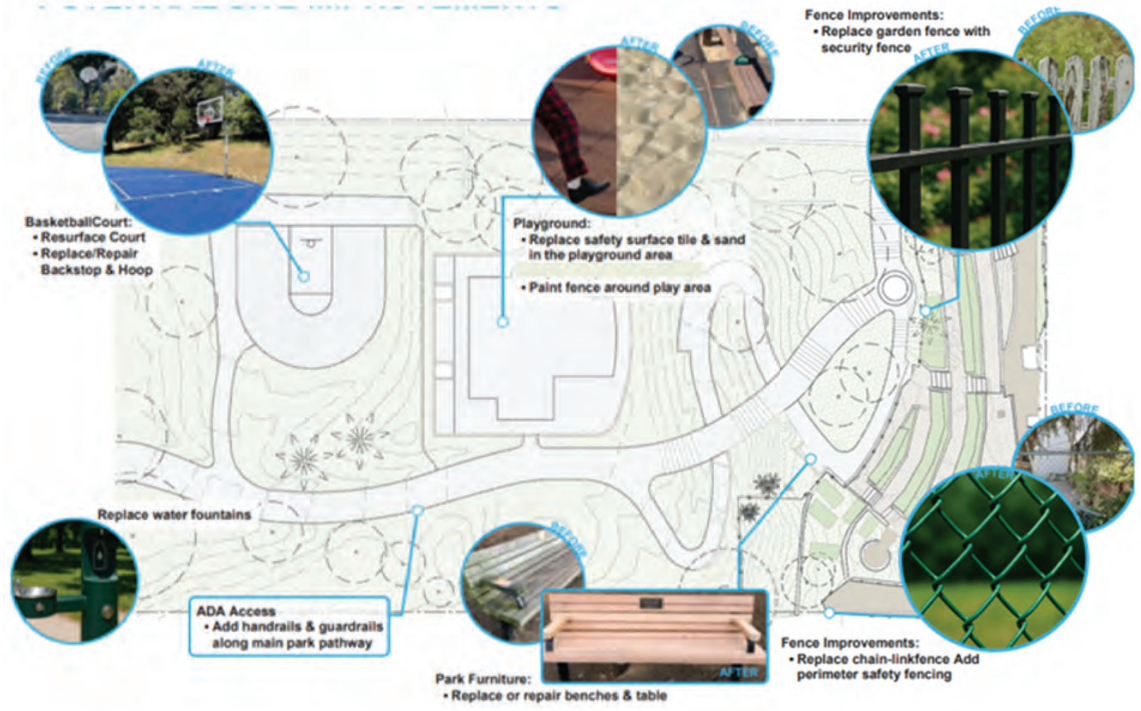 Fence Improvements:
• Replace garden fence with
security fence
BEFORE
AFTER
BEFORE
AFTER
AFTER
BEFORE
BasketballCourt:
• Resurface Court
• Replace/Repair
Backstop & Hoop
Playground:
• Replace safety surface tile & sand
in the playground area
• Paint fence around play area
BEFORE
AFTER
Replace water fountains
BEFORE
ADA Access
• Add handrails & guardrails
along main park pathway
AFTER
Park Furniture:
• Replace or repair benches & table
Fence Improvements:
• Replace chain-linkfence Add
perimeter safety fencing